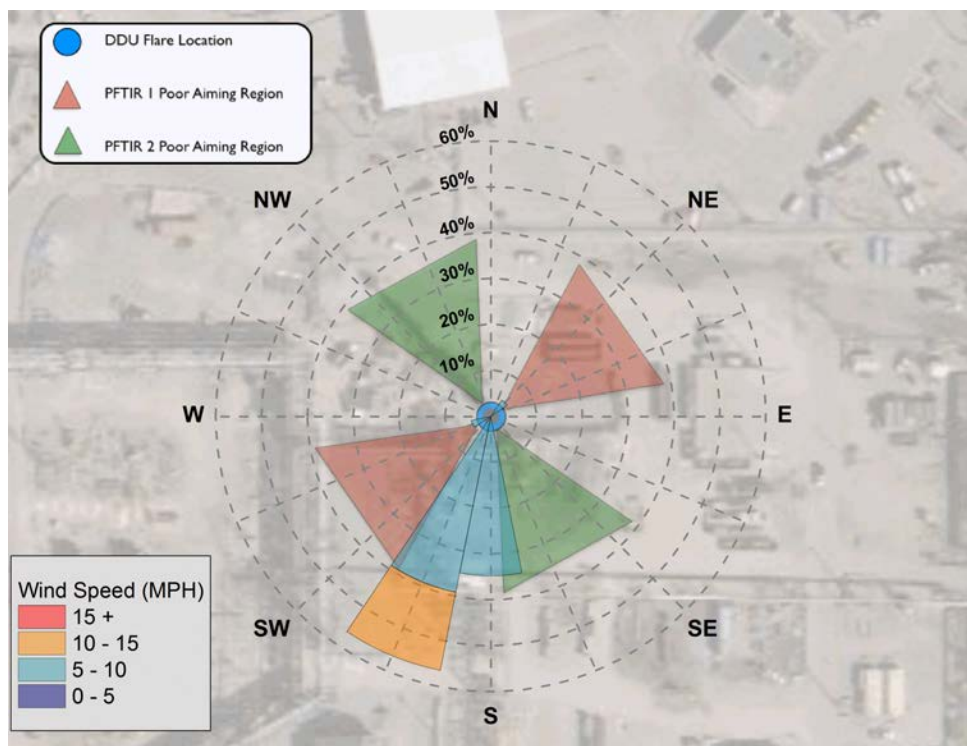 DDU Flare Location
PFTIR 1 Poor Aiming Region
PFTIR 2 Poor Aiming Region
N
60%
50%
40%
30%
20%
10%
NW
NE
W
E
SW
SE
S
Wind Speed (MPH)
15 +
10 - 15
5 - 10
0 - 5